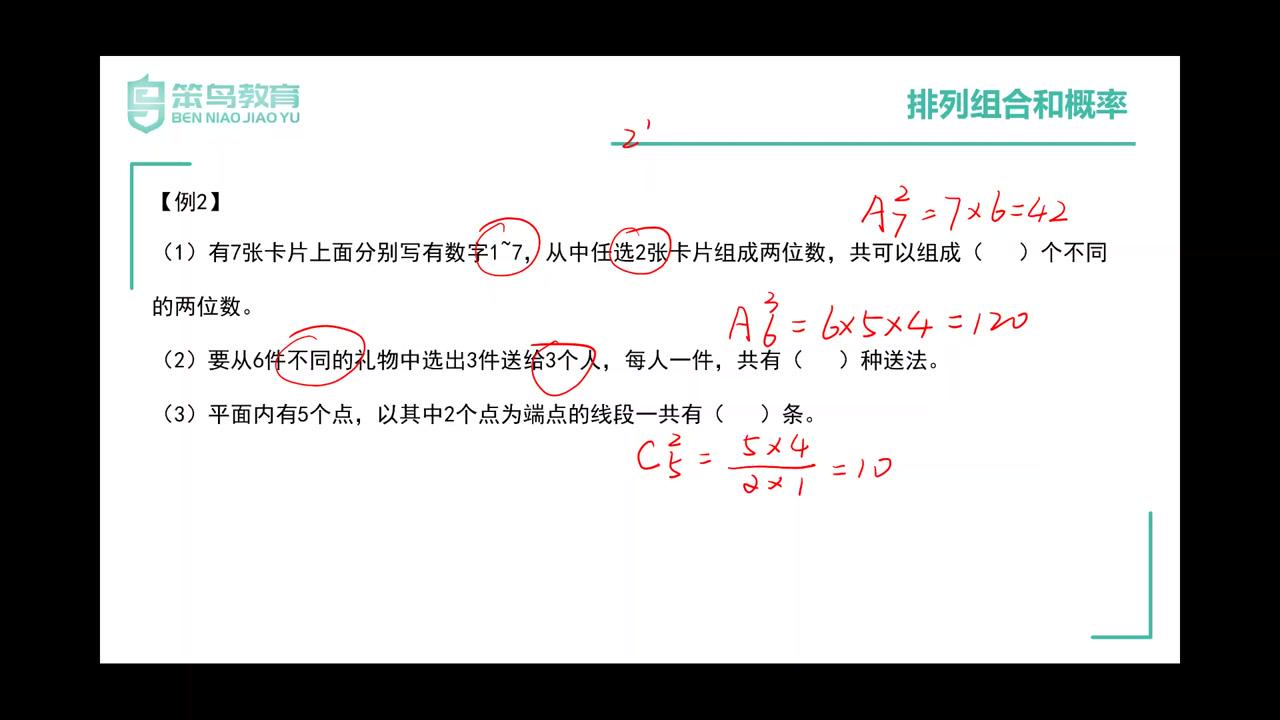 笨鸟教育
BEN NIAO JIAO YU
排列组合和概率
2'
【例2】
A₇² = 7×6=42
（1）有7张卡片上面分别写有数字1~7，从中任选2张卡片组成两位数，共可以组成（ ）个不同
的两位数。
A₆³ = 6×5×4 =120
（2）要从6件不同的礼物中选出3件送给3个人，每人一件，共有（ ）种送法。
（3）平面内有5个点，以其中2个点为端点的线段一共有（ ）条。
C₅² = 5×4 / 2×1 =10